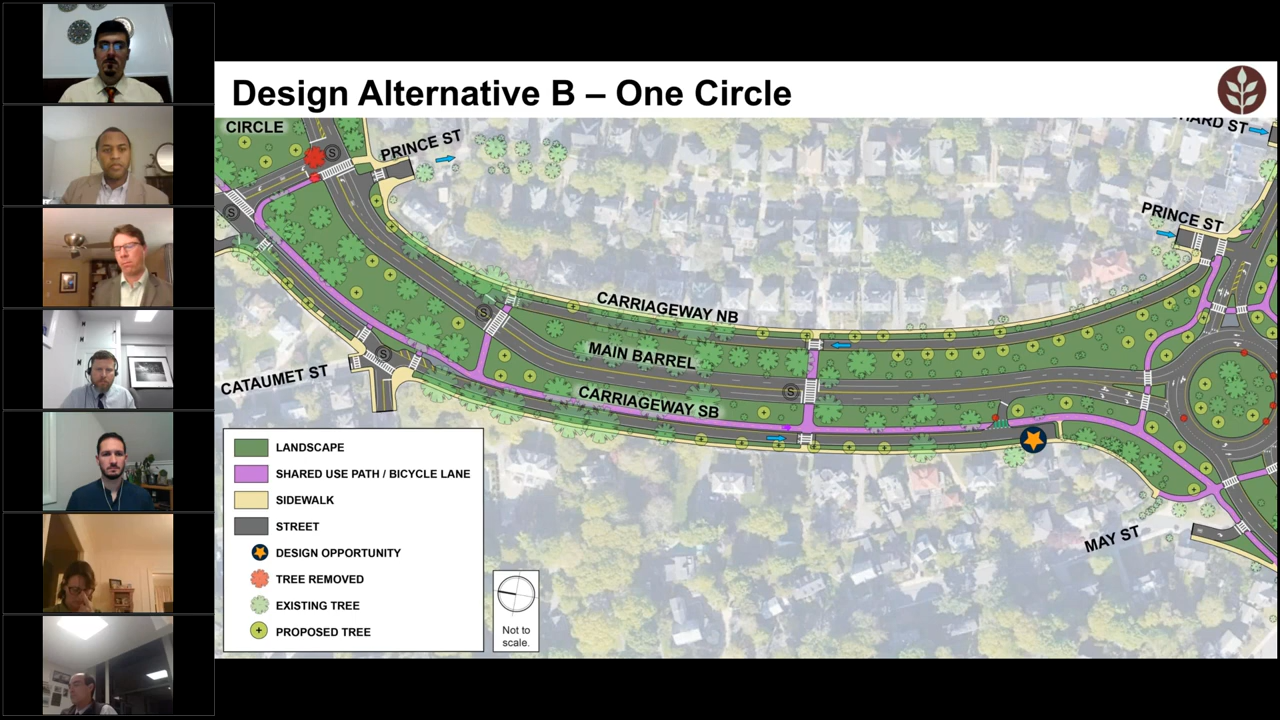 Design Alternative B – One Circle
CIRCLE
PRINCE ST
PRINCE ST
CARRIAGEWAY NB
MAIN BARREL
CARRIAGEWAY SB
CATAUMET ST
MAY ST
S
S
S
S
S
LANDSCAPE
SHARED USE PATH / BICYCLE LANE
SIDEWALK
STREET
DESIGN OPPORTUNITY
TREE REMOVED
EXISTING TREE
PROPOSED TREE
Not to
scale.